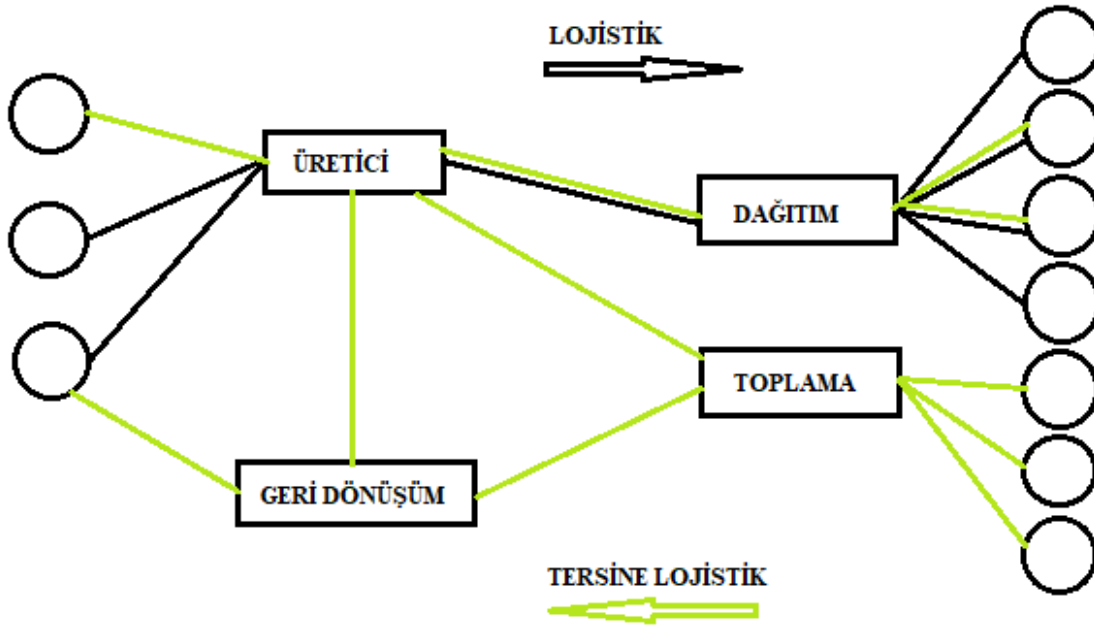 LOJİSTİK
ÜRETİCİ
DAĞITIM
TOPLAMA
GERİ DÖNÜŞÜM
TERSİNE LOJİSTİK